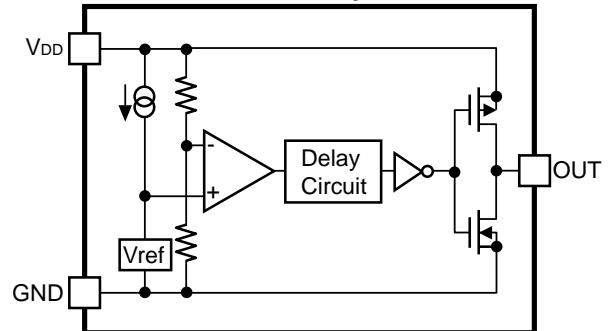 VDD
-
+
Delay
Circuit
OUT
Vref
GND